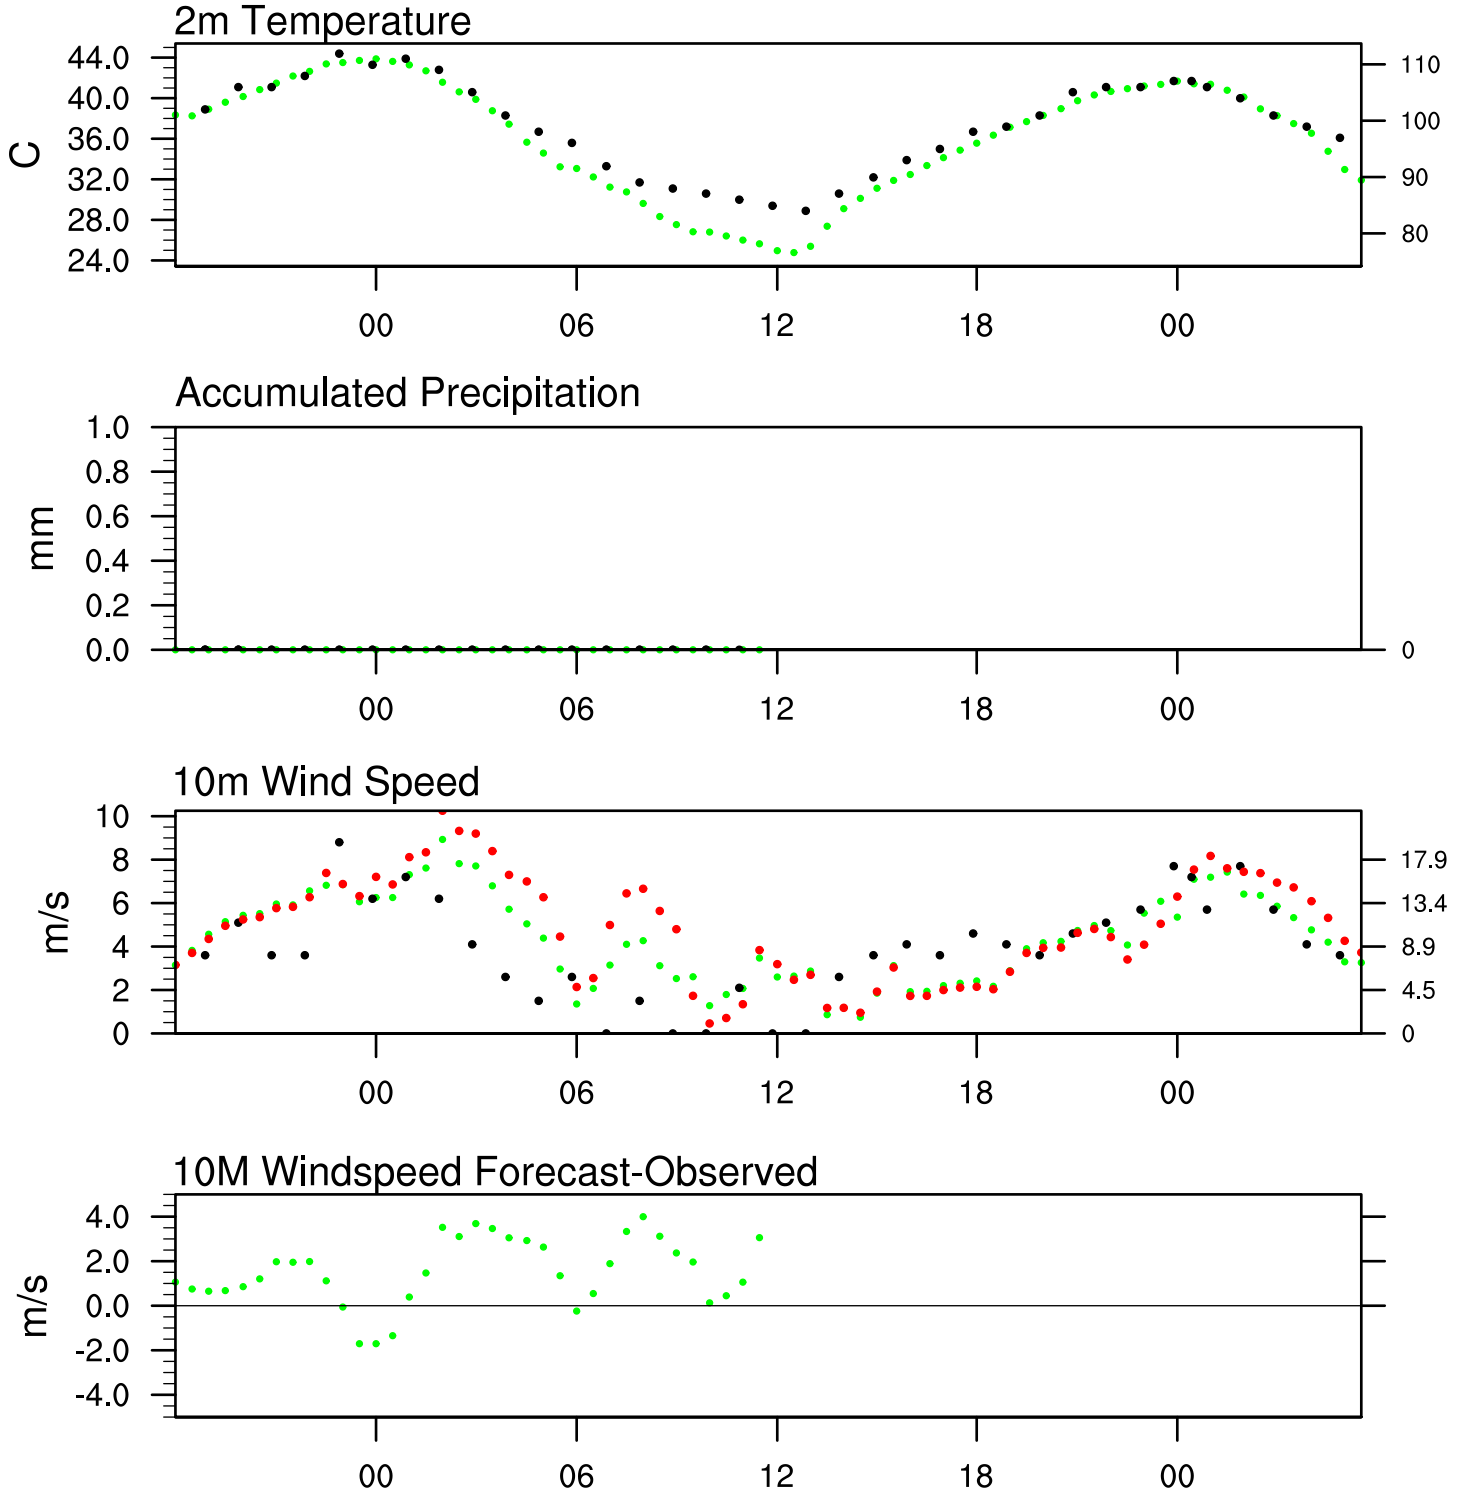 2m Temperature
44.0
40.0
36.0
32.0
28.0
24.0
C
110
100
90
80
00 06 12 18 00
Accumulated Precipitation
1.0
0.8
0.6
0.4
0.2
0.0
mm
0
00 06 12 18 00
10m Wind Speed
10
8
6
4
2
0
m/s
17.9
13.4
8.9
4.5
0
00 06 12 18 00
10M Windspeed Forecast-Observed
4.0
2.0
0.0
-2.0
-4.0
m/s
00 06 12 18 00